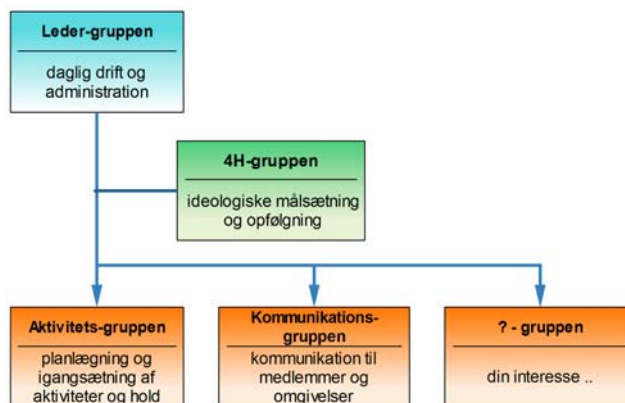 Leder-gruppen
daglig drift og
administration
4H-gruppen
ideologiske målsætning
og opfølgning
Aktivitets-gruppen
planlægning og
igangsætning af
aktiviteter og hold
Kommunikations-
gruppen
kommunikation til
medlemmer og
omgivelser
? - gruppen
din interesse ..